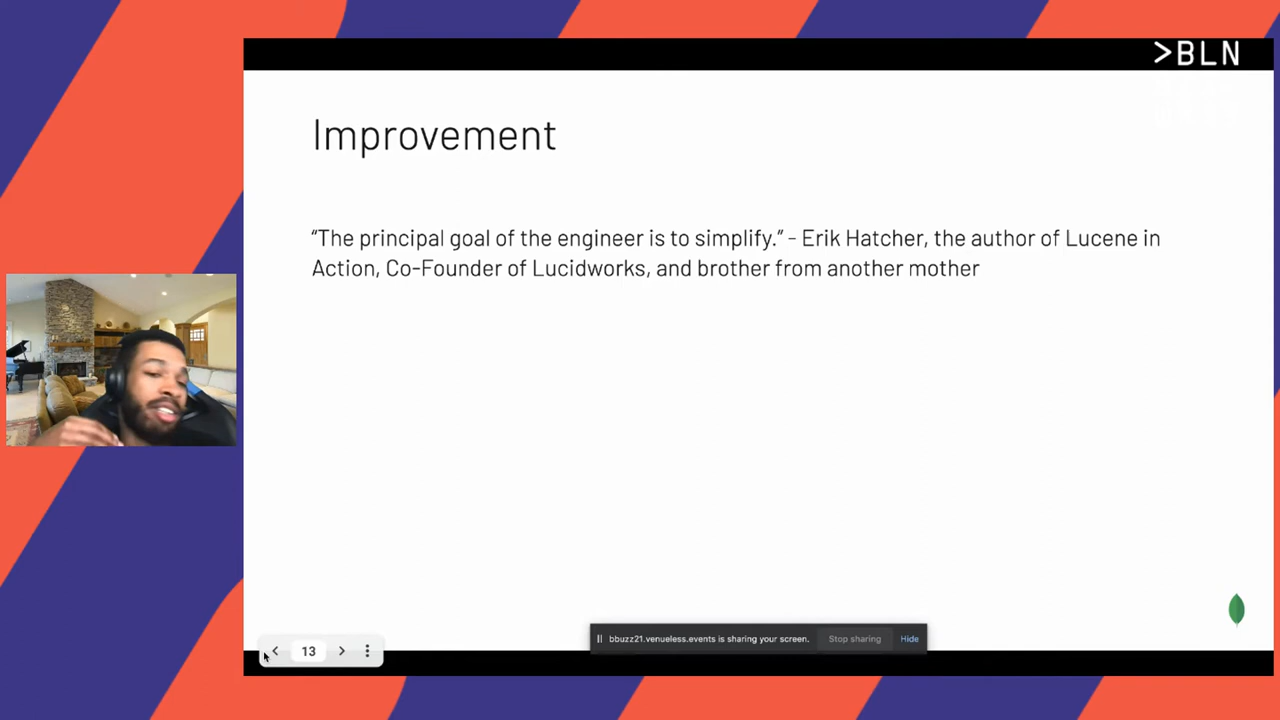 >BLN
Improvement
“The principal goal of the engineer is to simplify.” - Erik Hatcher, the author of Lucene in
Action, Co-Founder of Lucidworks, and brother from another mother
bbuzz21.venueless.events is sharing your screen. Stop sharing Hide
13